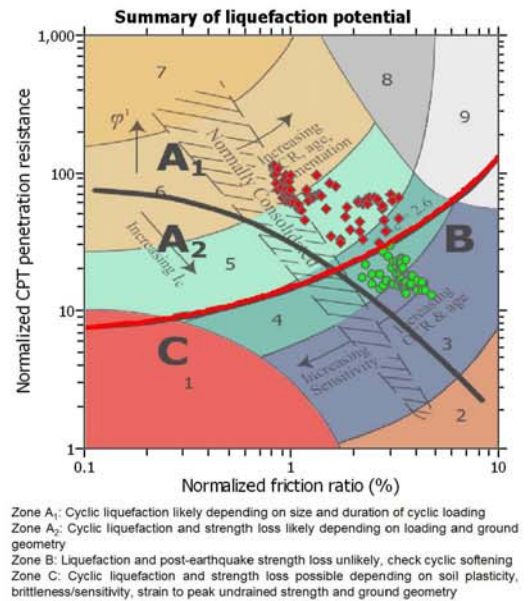 Summary of liquefaction potential
1,000
7
8
9
φ'
A1
Increasing
OCR, age,
cementation
Normally Consolidated
100
6
A2
Increasing Ic
5
2.6
B
10
4
Increasing
OCR & age
3
C
1
Increasing
Sensitivity
2
1
0.1
1
10
Normalized CPT penetration resistance
Normalized friction ratio (%)
Zone A1: Cyclic liquefaction likely depending on size and duration of cyclic loading
Zone A2: Cyclic liquefaction and strength loss likely depending on loading and ground
geometry
Zone B: Liquefaction and post-earthquake strength loss unlikely, check cyclic softening
Zone C: Cyclic liquefaction and strength loss possible depending on soil plasticity,
brittleness/sensitivity, strain to peak undrained strength and ground geometry